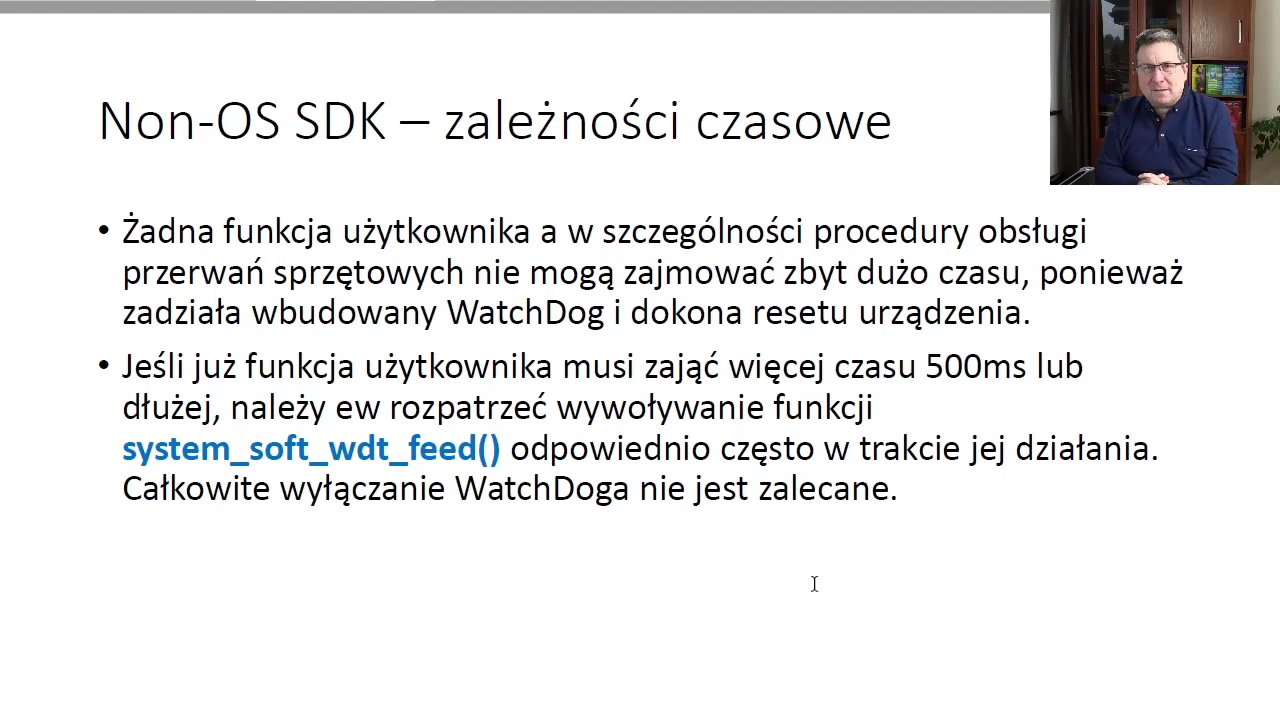 Non-OS SDK – zależności czasowe
• Żadna funkcja użytkownika a w szczególności procedury obsługi
przerwań sprzętowych nie mogą zajmować zbyt dużo czasu, ponieważ
zadziała wbudowany WatchDog i dokona resetu urządzenia.
• Jeśli już funkcja użytkownika musi zająć więcej czasu 500ms lub
dłużej, należy ew rozpatrzeć wywoływanie funkcji
system_soft_wdt_feed() odpowiednio często w trakcie jej działania.
Całkowite wyłączanie WatchDoga nie jest zalecane.